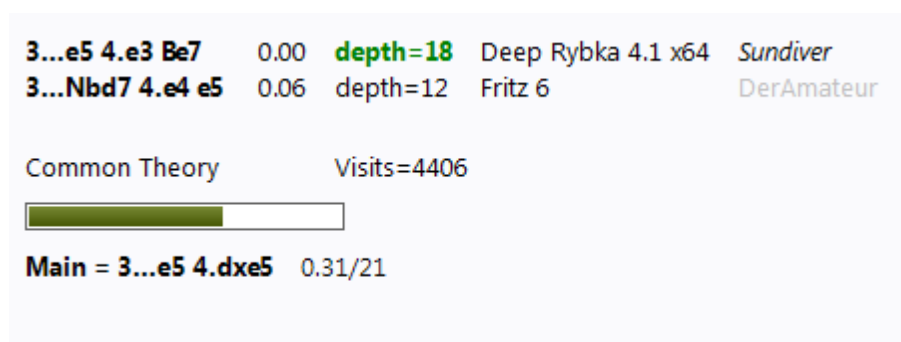 3...e5 4.e3 Be7 0.00 depth=18 Deep Rybka 4.1 x64 Sundiver
3...Nbd7 4.e4 e5 0.06 depth=12 Fritz 6 DerAmateur
Common Theory Visits=4406
Main = 3...e5 4.dxe5 0.31/21